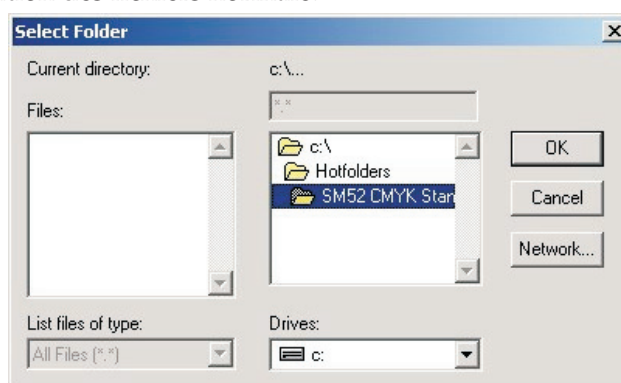 Select Folder
Current directory:
c:\...
Files:
*.*
c:\
Hotfolders
SM52 CMYK Stan
OK
Cancel
Network...
List files of type:
All Files (*.*)
Drives:
c: